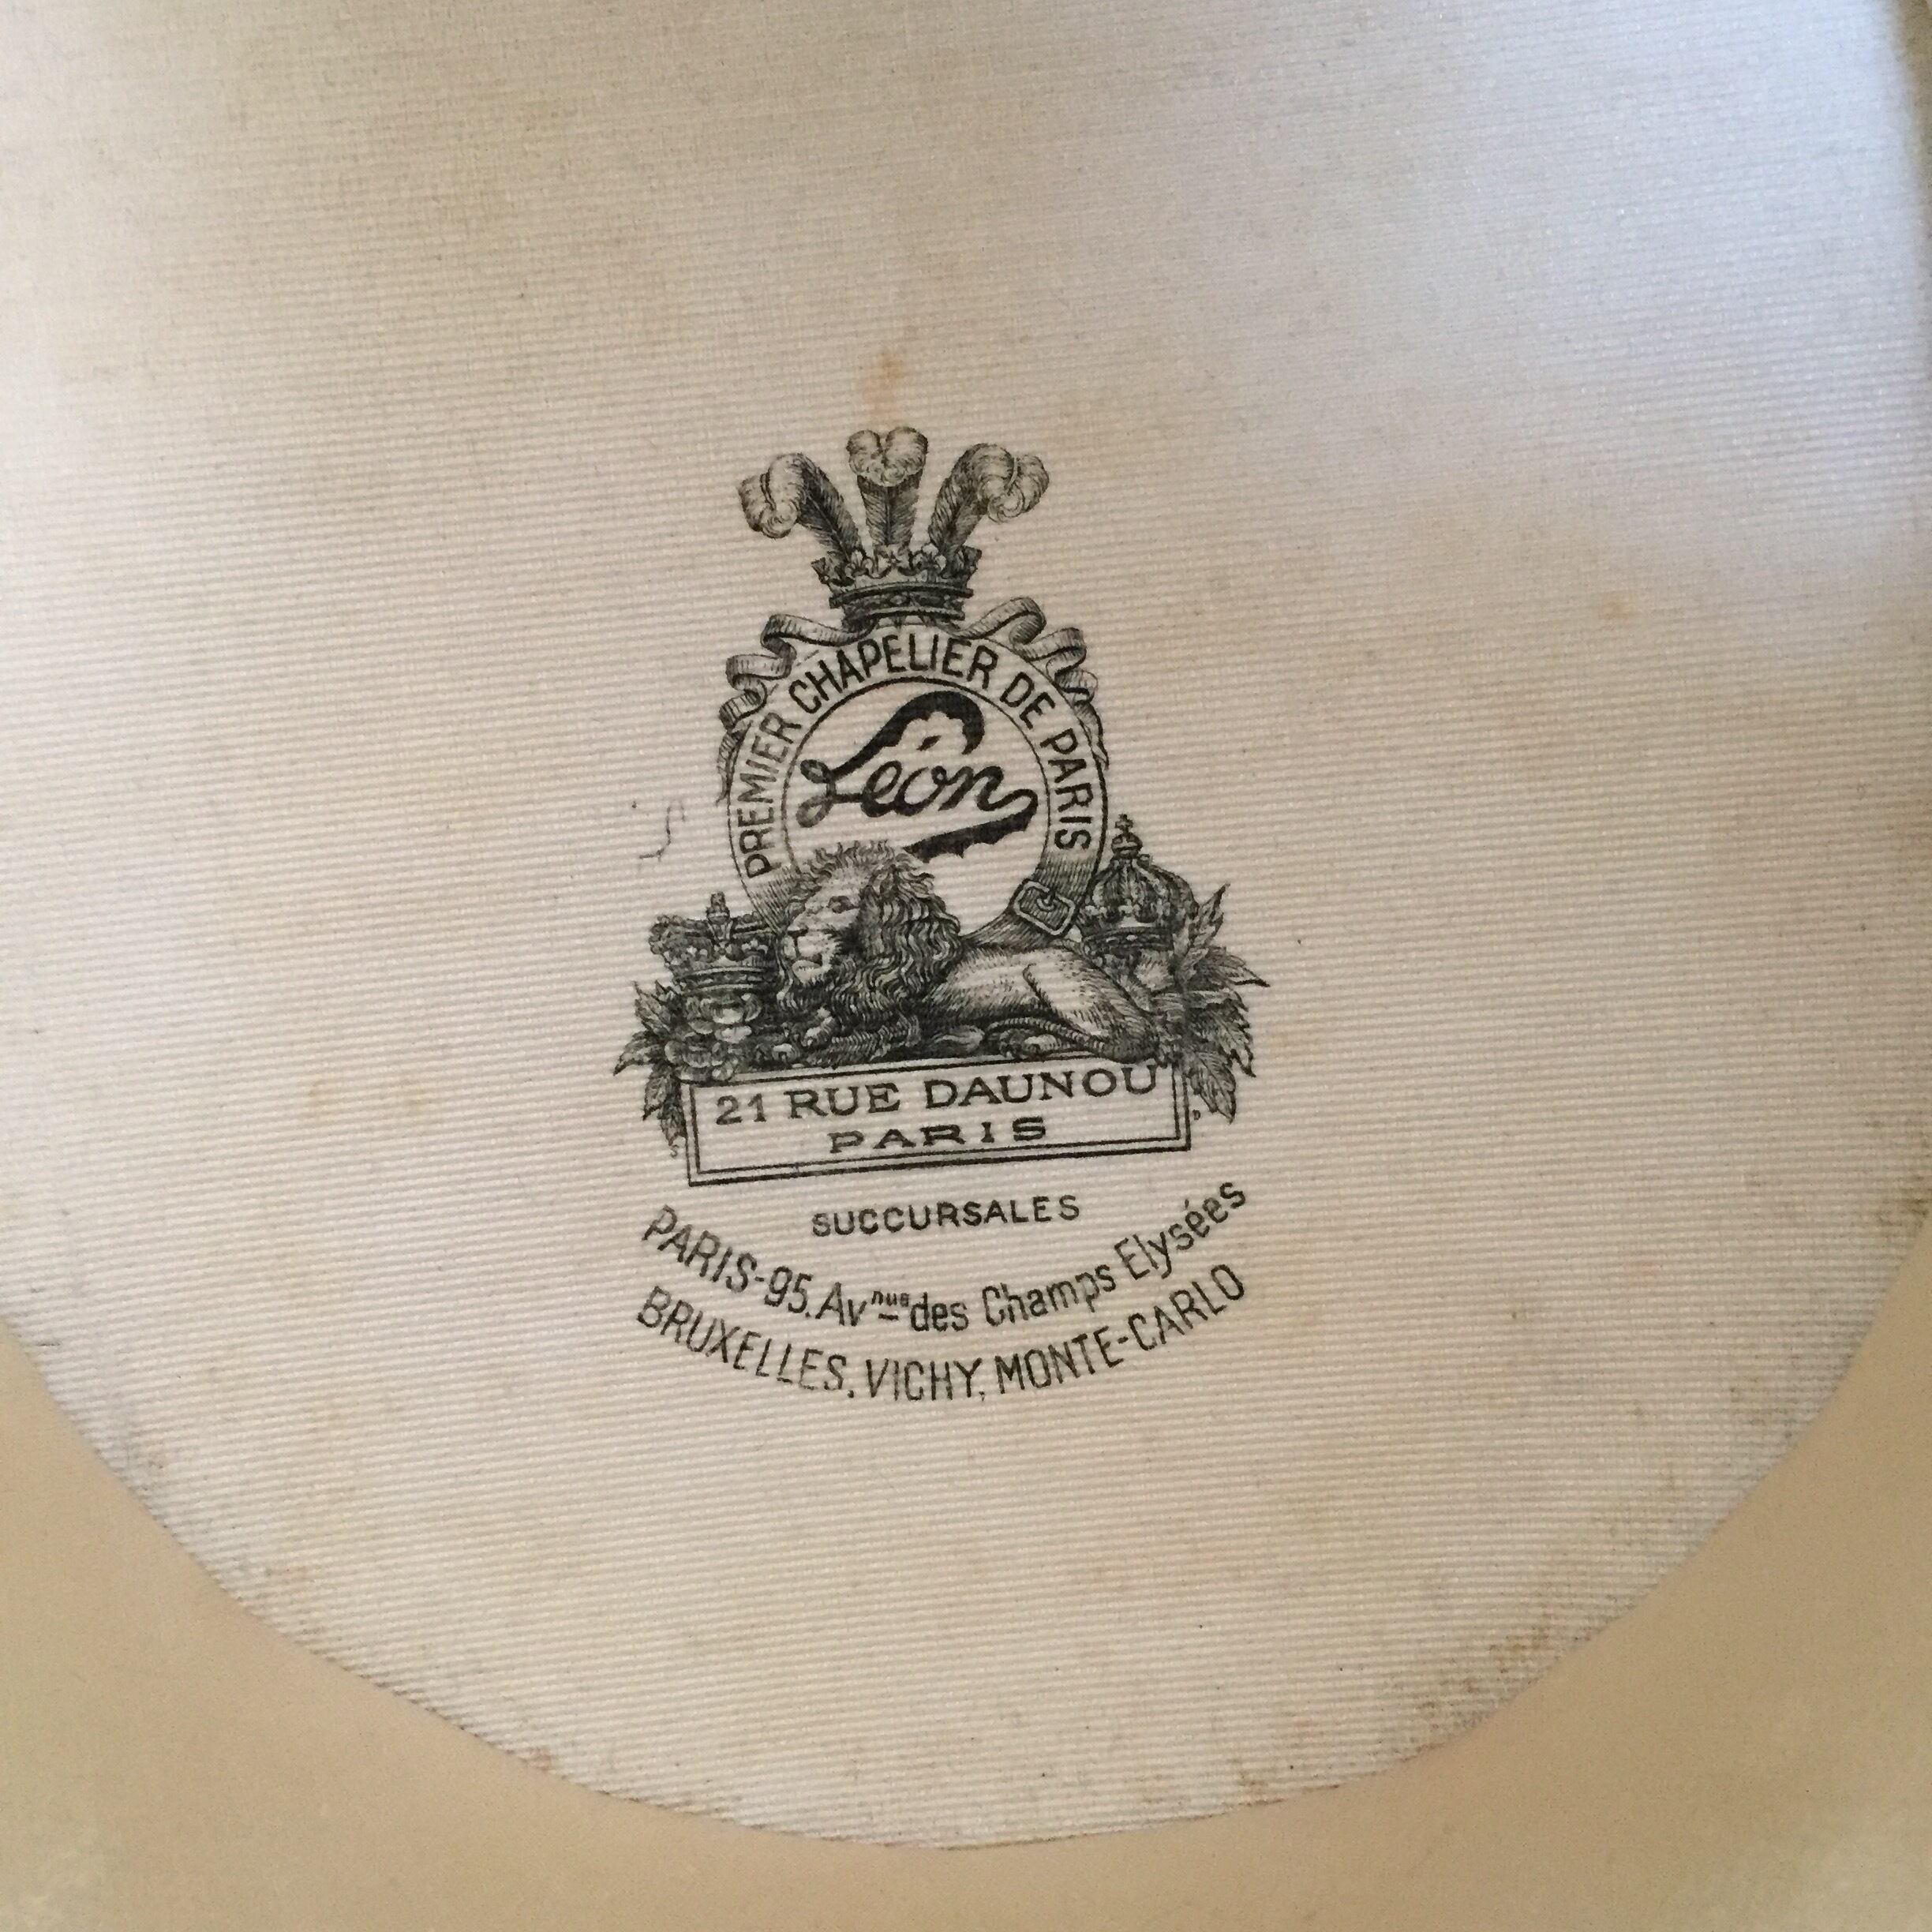 PREMIER CHAPELIER DE PARIS
Léon
21 RUE DAUNOU
PARIS
SUCCURSALES
PARIS-95.Avnue des Champs Elysées
BRUXELLES, VICHY, MONTE-CARLO